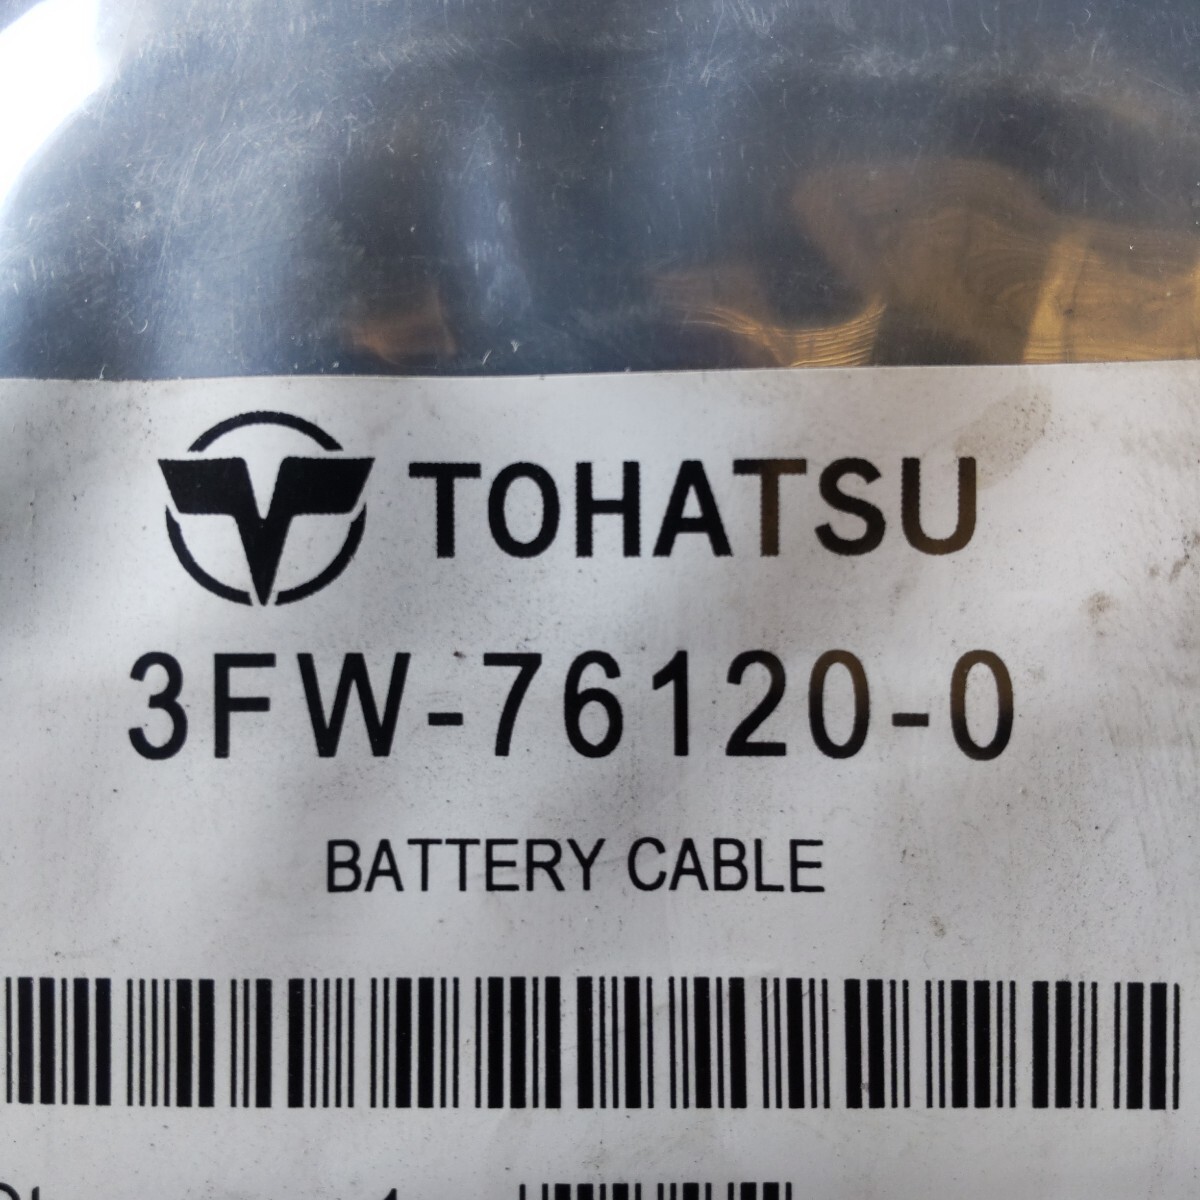 TOHATSU
3FW-76120-0
BATTERY CABLE